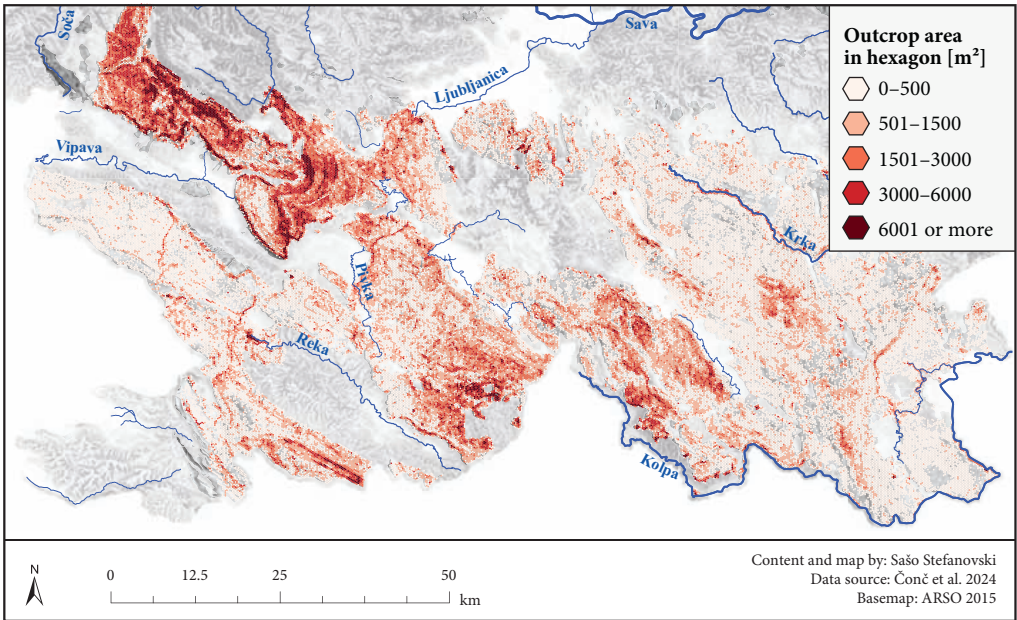 Soča
Sava
Ljubljanica
Vipava
Krka
Pivka
Reka
Kolpa
Outcrop area
in hexagon [m²]
0–500
501–1500
1501–3000
3000–6000
6001 or more
N
0 12.5 25 50
km
Content and map by: Sašo Stefanovski
Data source: Čonč et al. 2024
Basemap: ARSO 2015